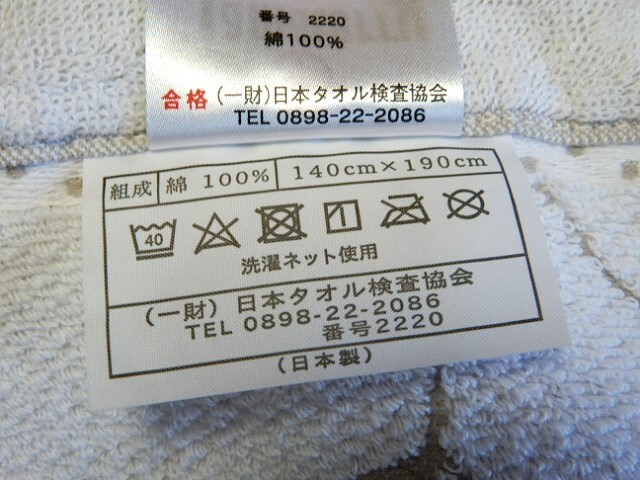 番号 2220
綿100%
合格 (一財)日本タオル検査協会
TEL 0898-22-2086
組成 綿 100% 140cm×190cm
40
洗濯ネット使用
(一財) 日本タオル検査協会
TEL 0898-22-2086
番号2220
(日本製)